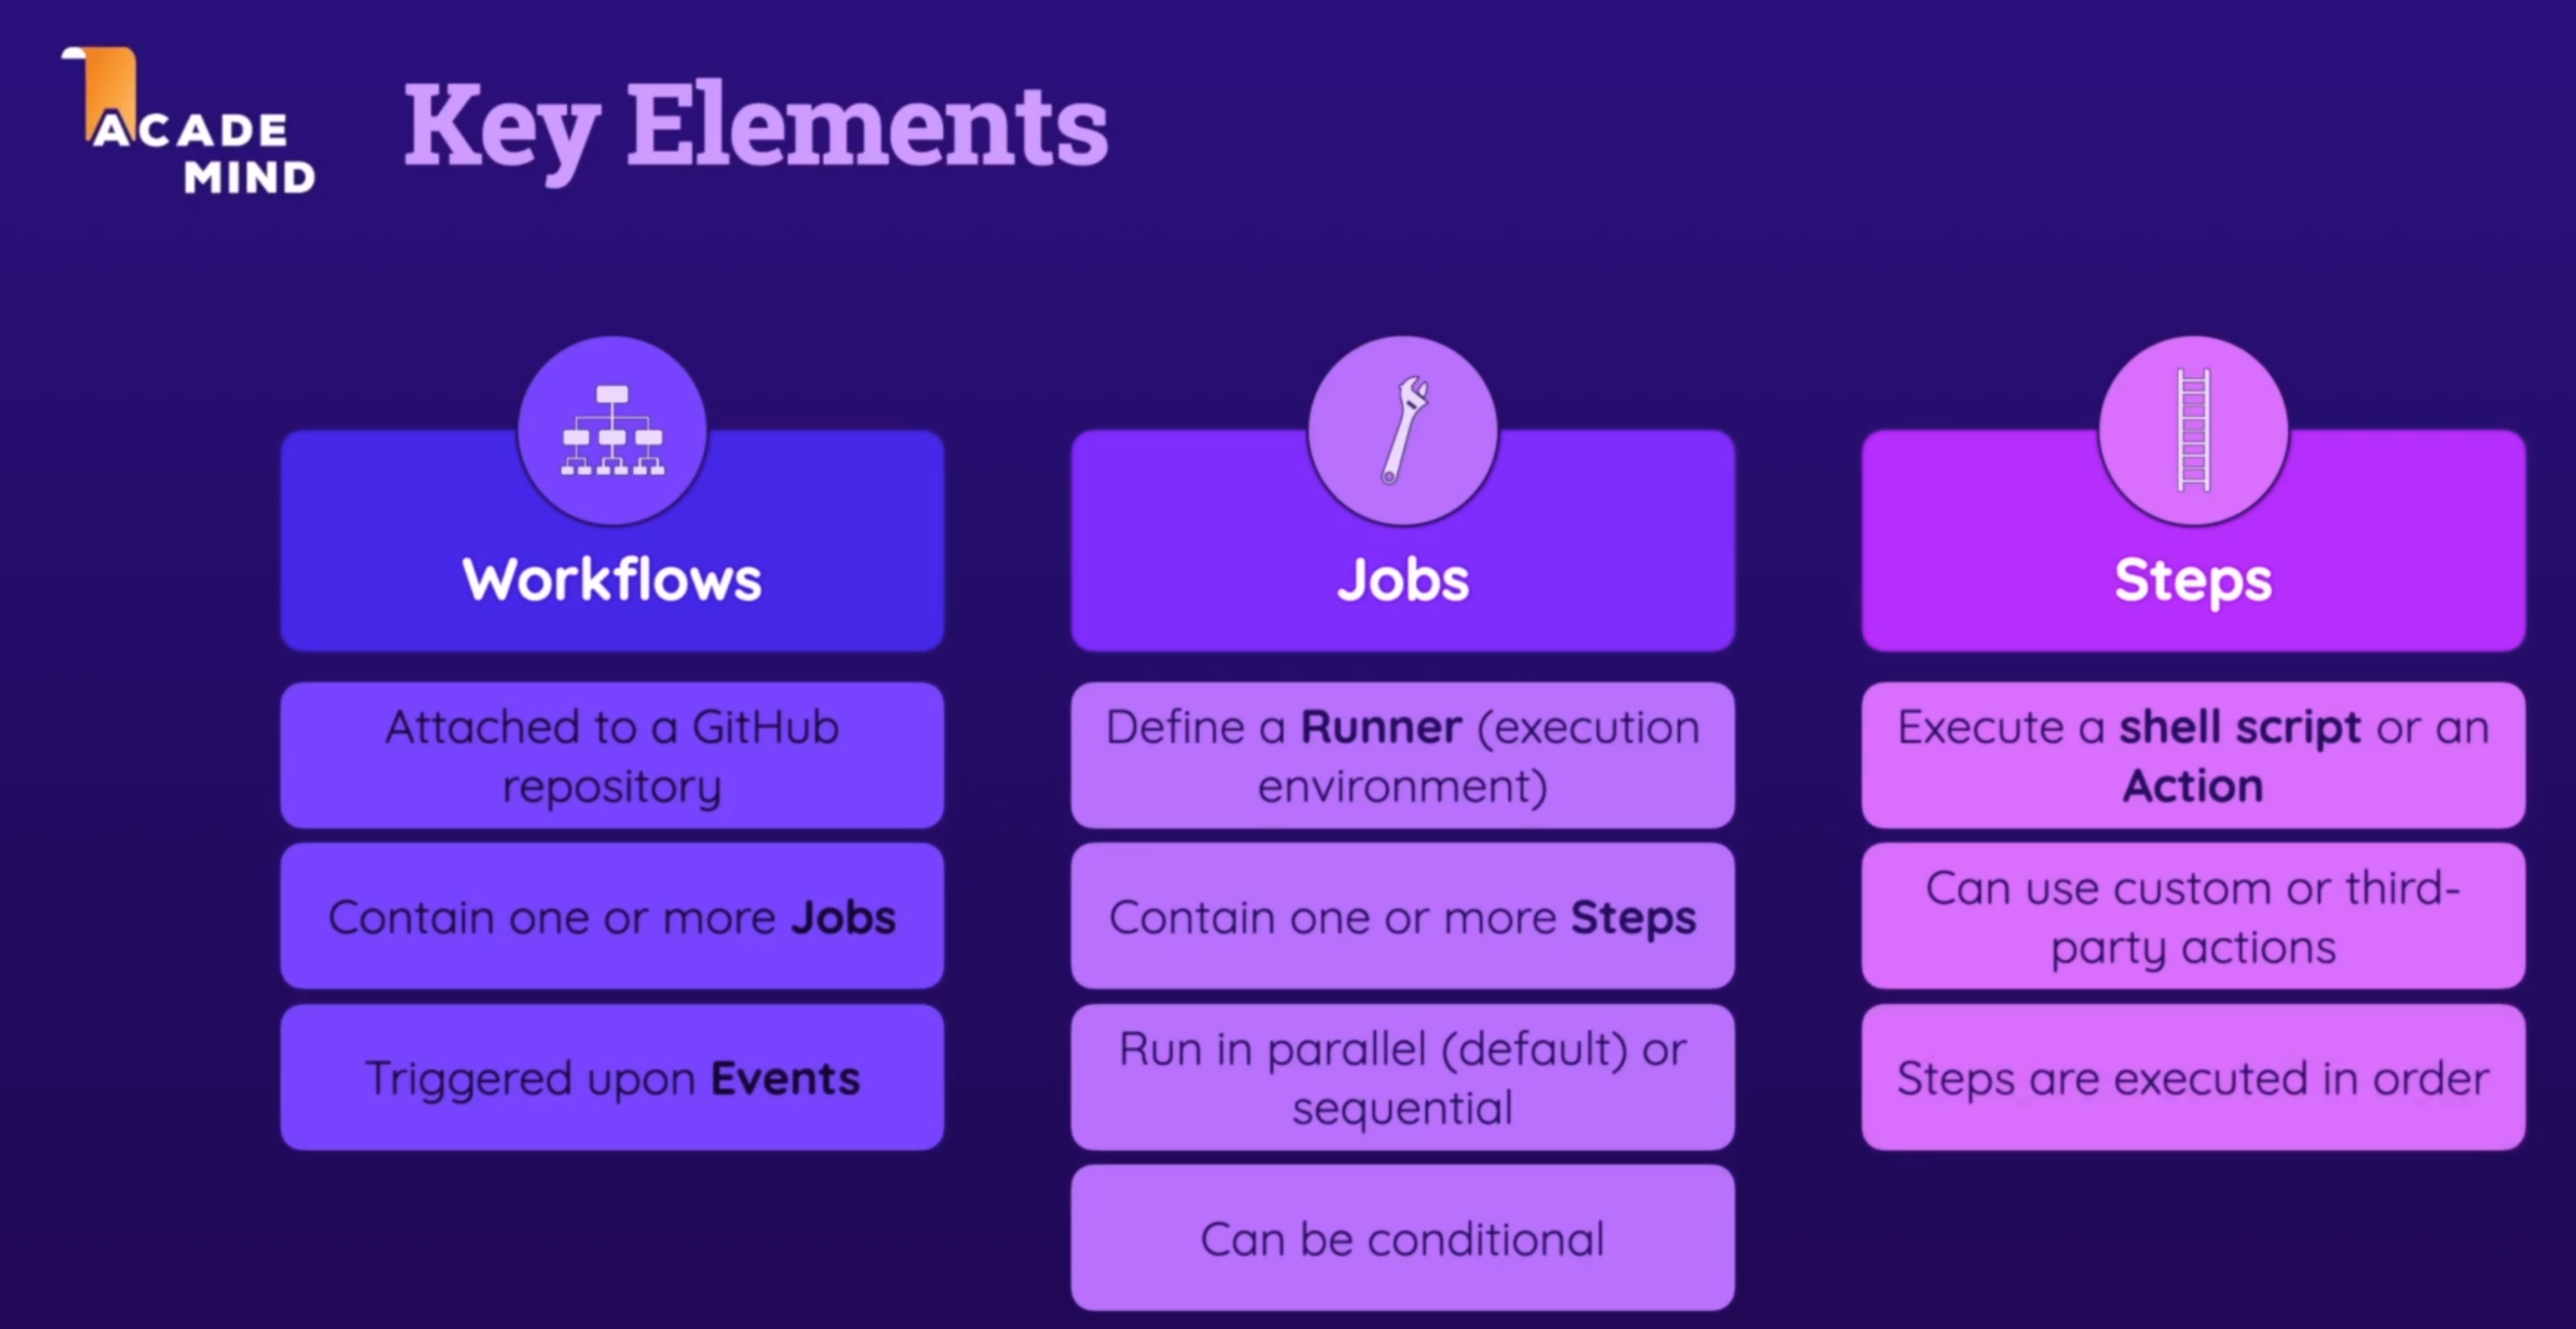 ACADE
MIND
Key Elements
Workflows
Attached to a GitHub
repository
Contain one or more Jobs
Triggered upon Events
Jobs
Define a Runner (execution
environment)
Contain one or more Steps
Run in parallel (default) or
sequential
Can be conditional
Steps
Execute a shell script or an
Action
Can use custom or third-
party actions
Steps are executed in order